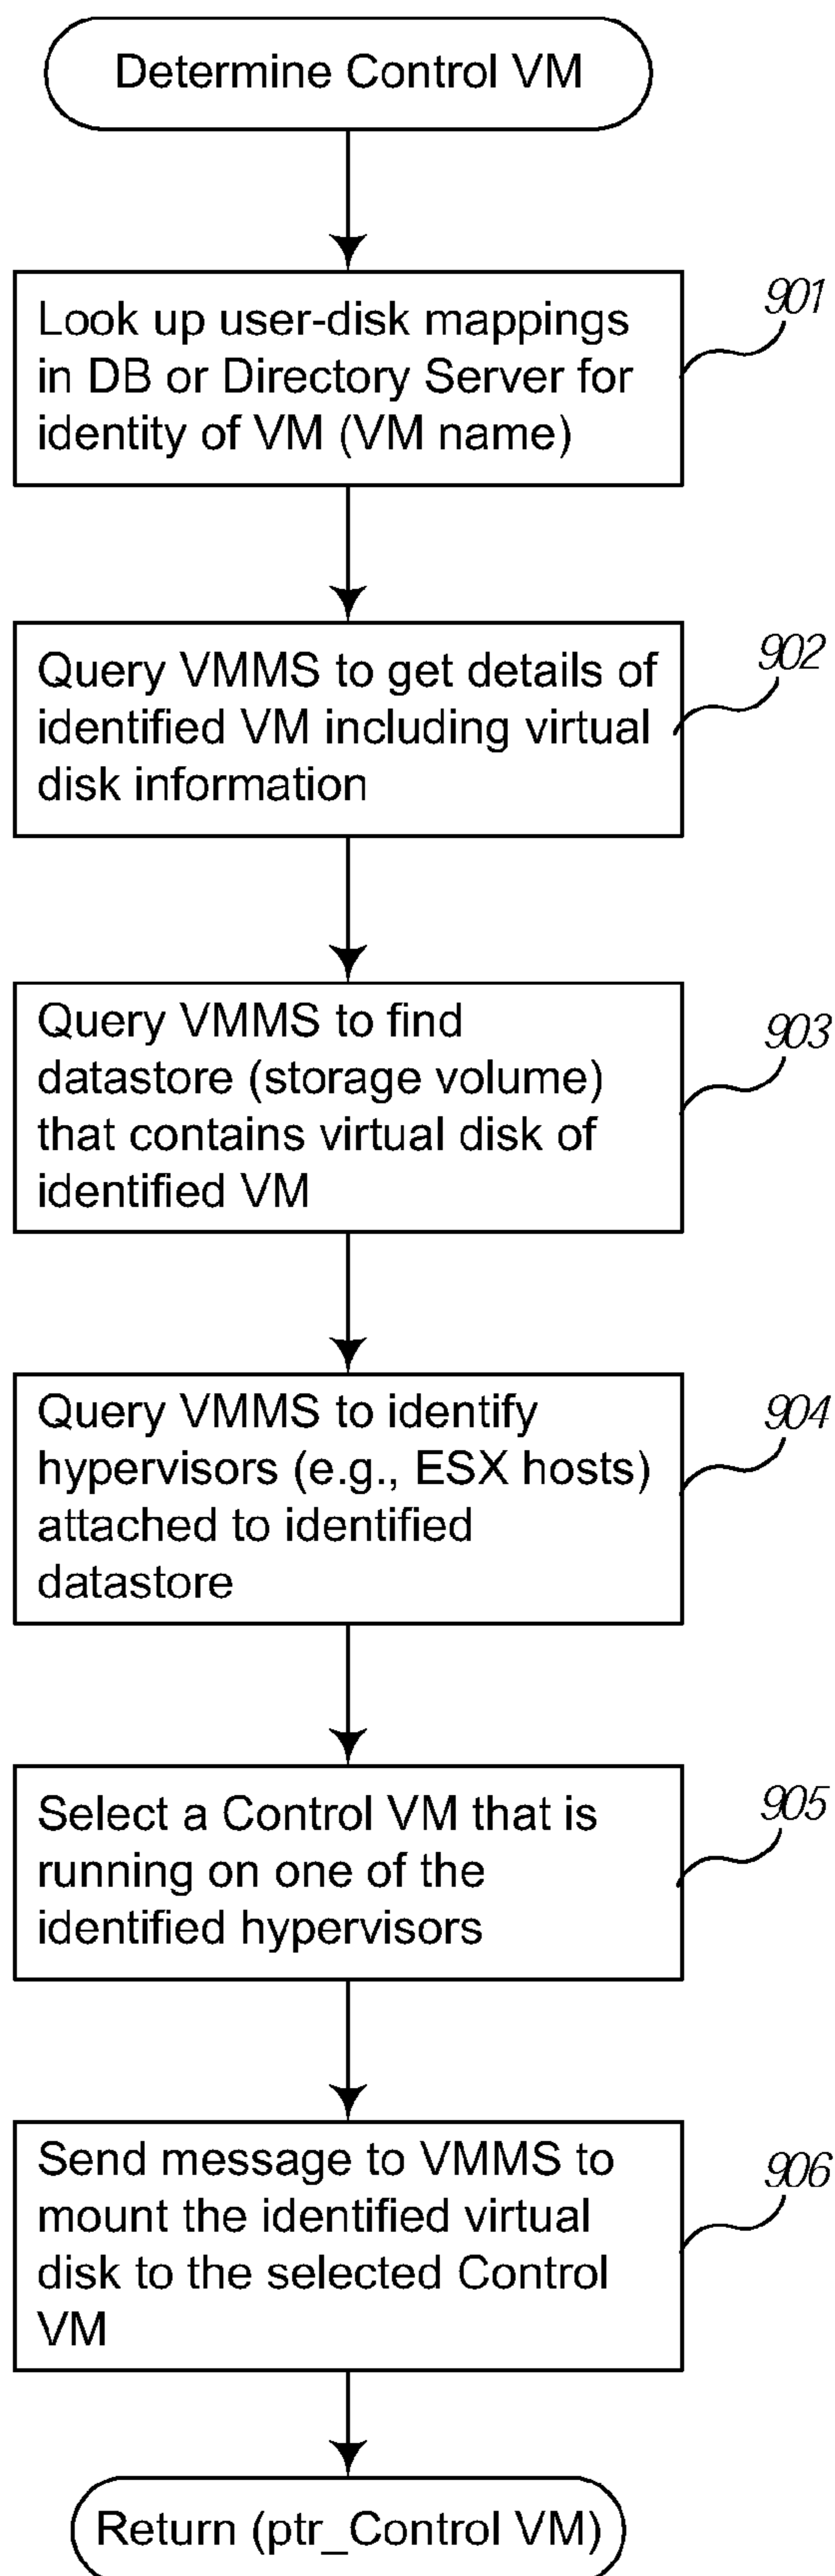 Determine Control VM
901
Look up user-disk mappings
in DB or Directory Server for
identity of VM (VM name)
902
Query VMMS to get details of
identified VM including virtual
disk information
903
Query VMMS to find
datastore (storage volume)
that contains virtual disk of
identified VM
904
Query VMMS to identify
hypervisors (e.g., ESX hosts)
attached to identified
datastore
905
Select a Control VM that is
running on one of the
identified hypervisors
906
Send message to VMMS to
mount the identified virtual
disk to the selected Control
VM
Return (ptr_Control VM)